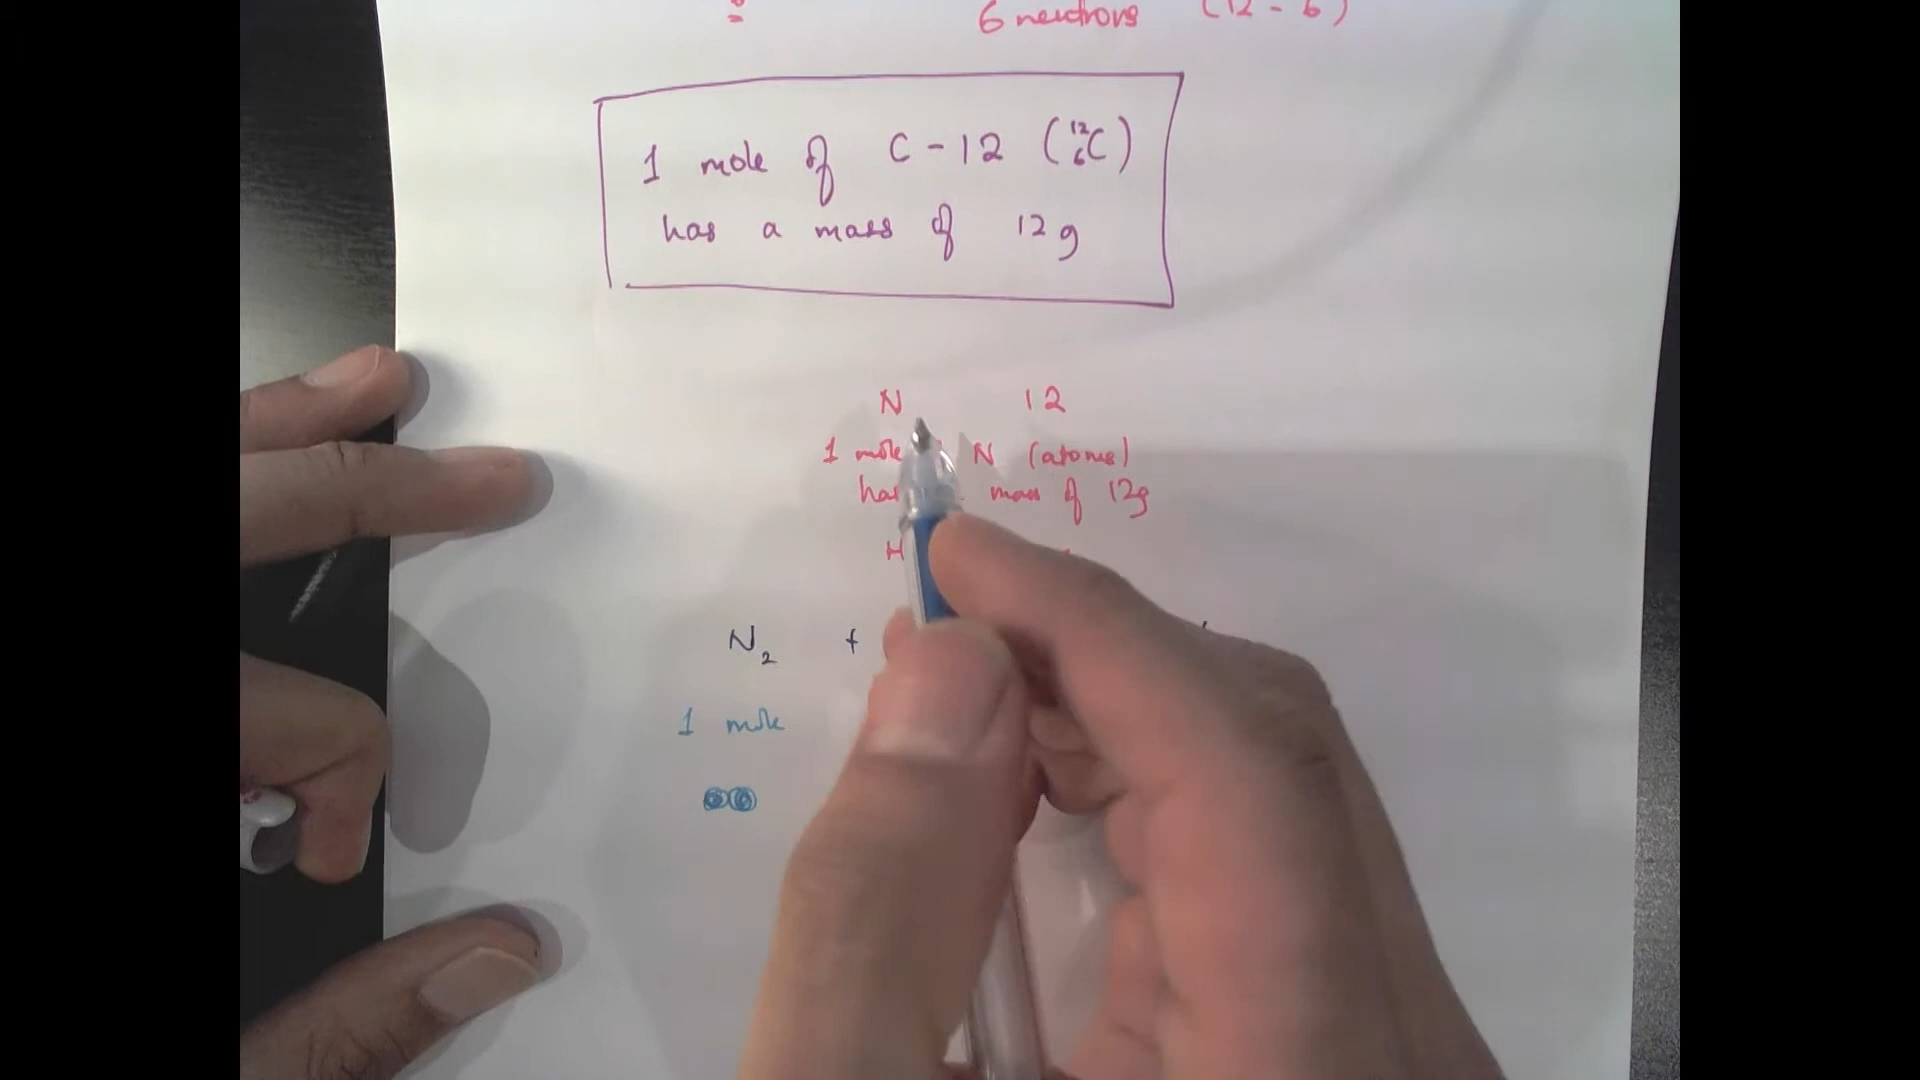 6 neutrons (12 - 6)
1 mole of C - 12 (¹²₆C)
has a mass of 12g
N 12
1 mole N (atoms)
mass of 12g
H
N₂ +
1 mole